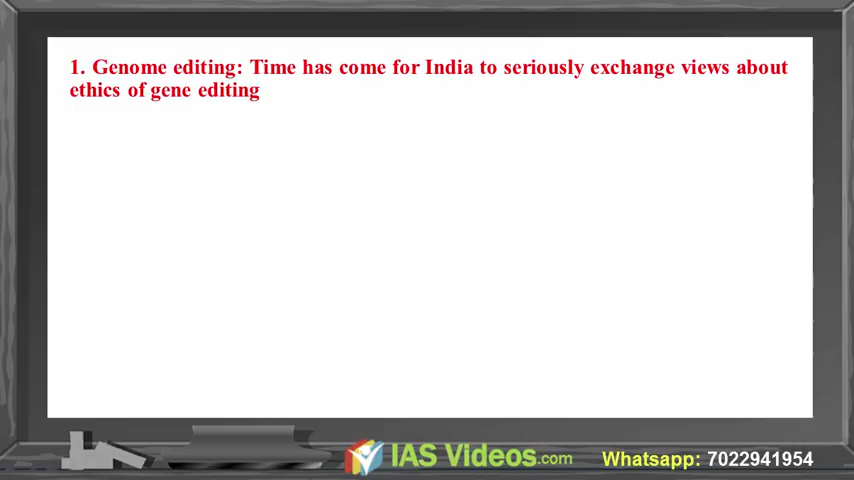 1. Genome editing: Time has come for India to seriously exchange views about
ethics of gene editing
IAS Videos.com
Whatsapp: 7022941954